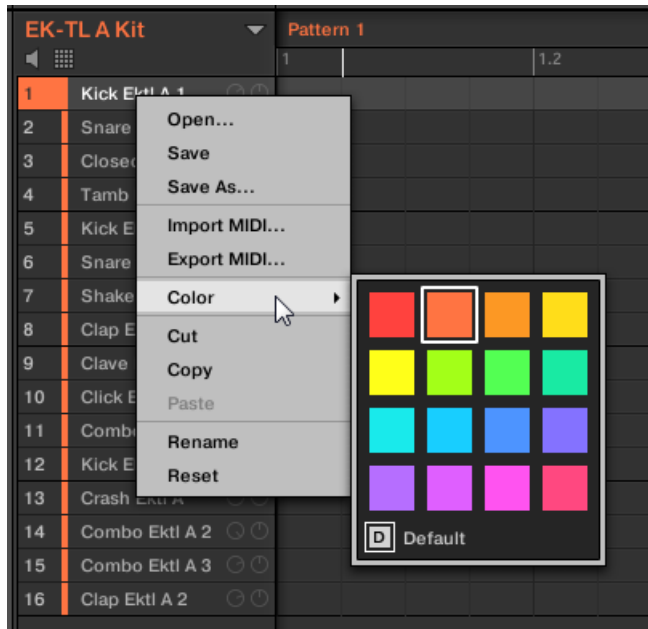 EK-TL A Kit
Pattern 1
1
1.2
1 Kick Ektl A 1
2 Snare
3 Closed
4 Tamb
5 Kick E
6 Snare
7 Shake
8 Clap E
9 Clave
10 Click E
11 Combo
12 Kick E
13 Crash Ektl A
14 Combo Ektl A 2
15 Combo Ektl A 3
16 Clap Ektl A 2
Open...
Save
Save As...
Import MIDI...
Export MIDI...
Color
Cut
Copy
Paste
Rename
Reset
D Default